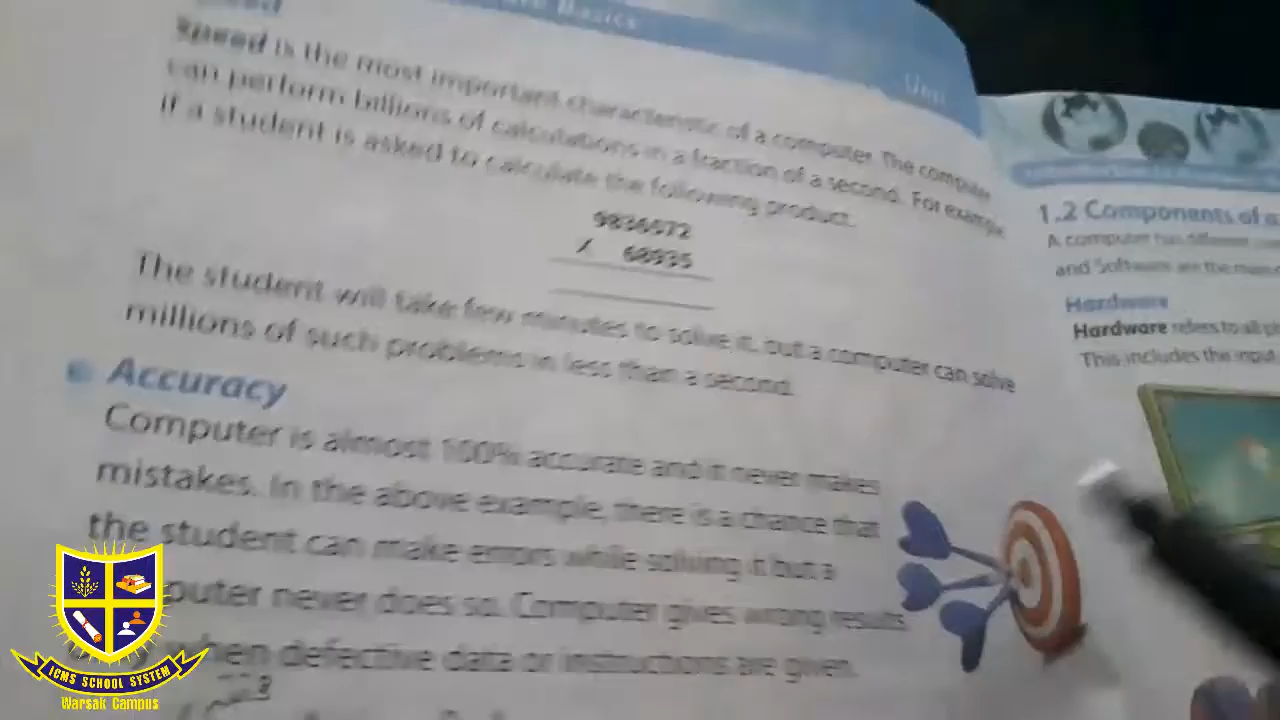 Basics
Unit
Speed is the most important characteristic of a computer. The computer
can perform billions of calculations in a fraction of a second. For example,
if a student is asked to calculate the following product.
68935
The student will take few minutes to solve it, but a computer can solve
millions of such problems in less than a second.
Accuracy
Computer is almost 100% accurate and it never makes
mistakes. In the above example, there is a chance that
the student can make errors while solving it but a
puter never does so. Computer gives wrong results
when defective data or instructions are given.
1.2 Components of a
A computer has different
and Software are the main
Hardware
Hardware refers to all
This includes the input
ICMS SCHOOL SYSTEM
Warsak Campus